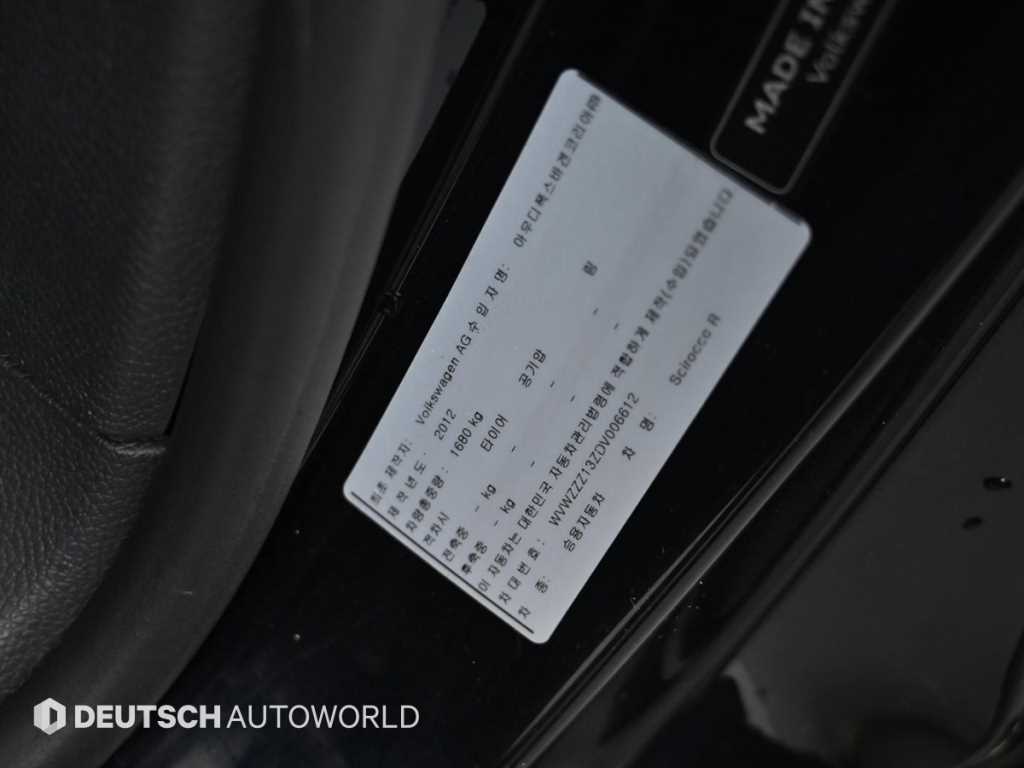 MADE IN
Volksw
최초 제작자: Volkswagen AG 수 입 자 명: 아우디폭스바겐코리아㈜
제 작 년 도: 2012
차량총중량: 1680 kg
적차시 타이어 공기압 림
전축중 - kg - - -
후축중 - kg - - -
이 자동차는 대한민국 자동차관리법령에 적합하게 제작(수입)되었습니다
차 대 번 호: WVWZZZ13ZDV006612
차 종: 승용자동차 차 명: Scirocco R
DEUTSCH AUTOWORLD